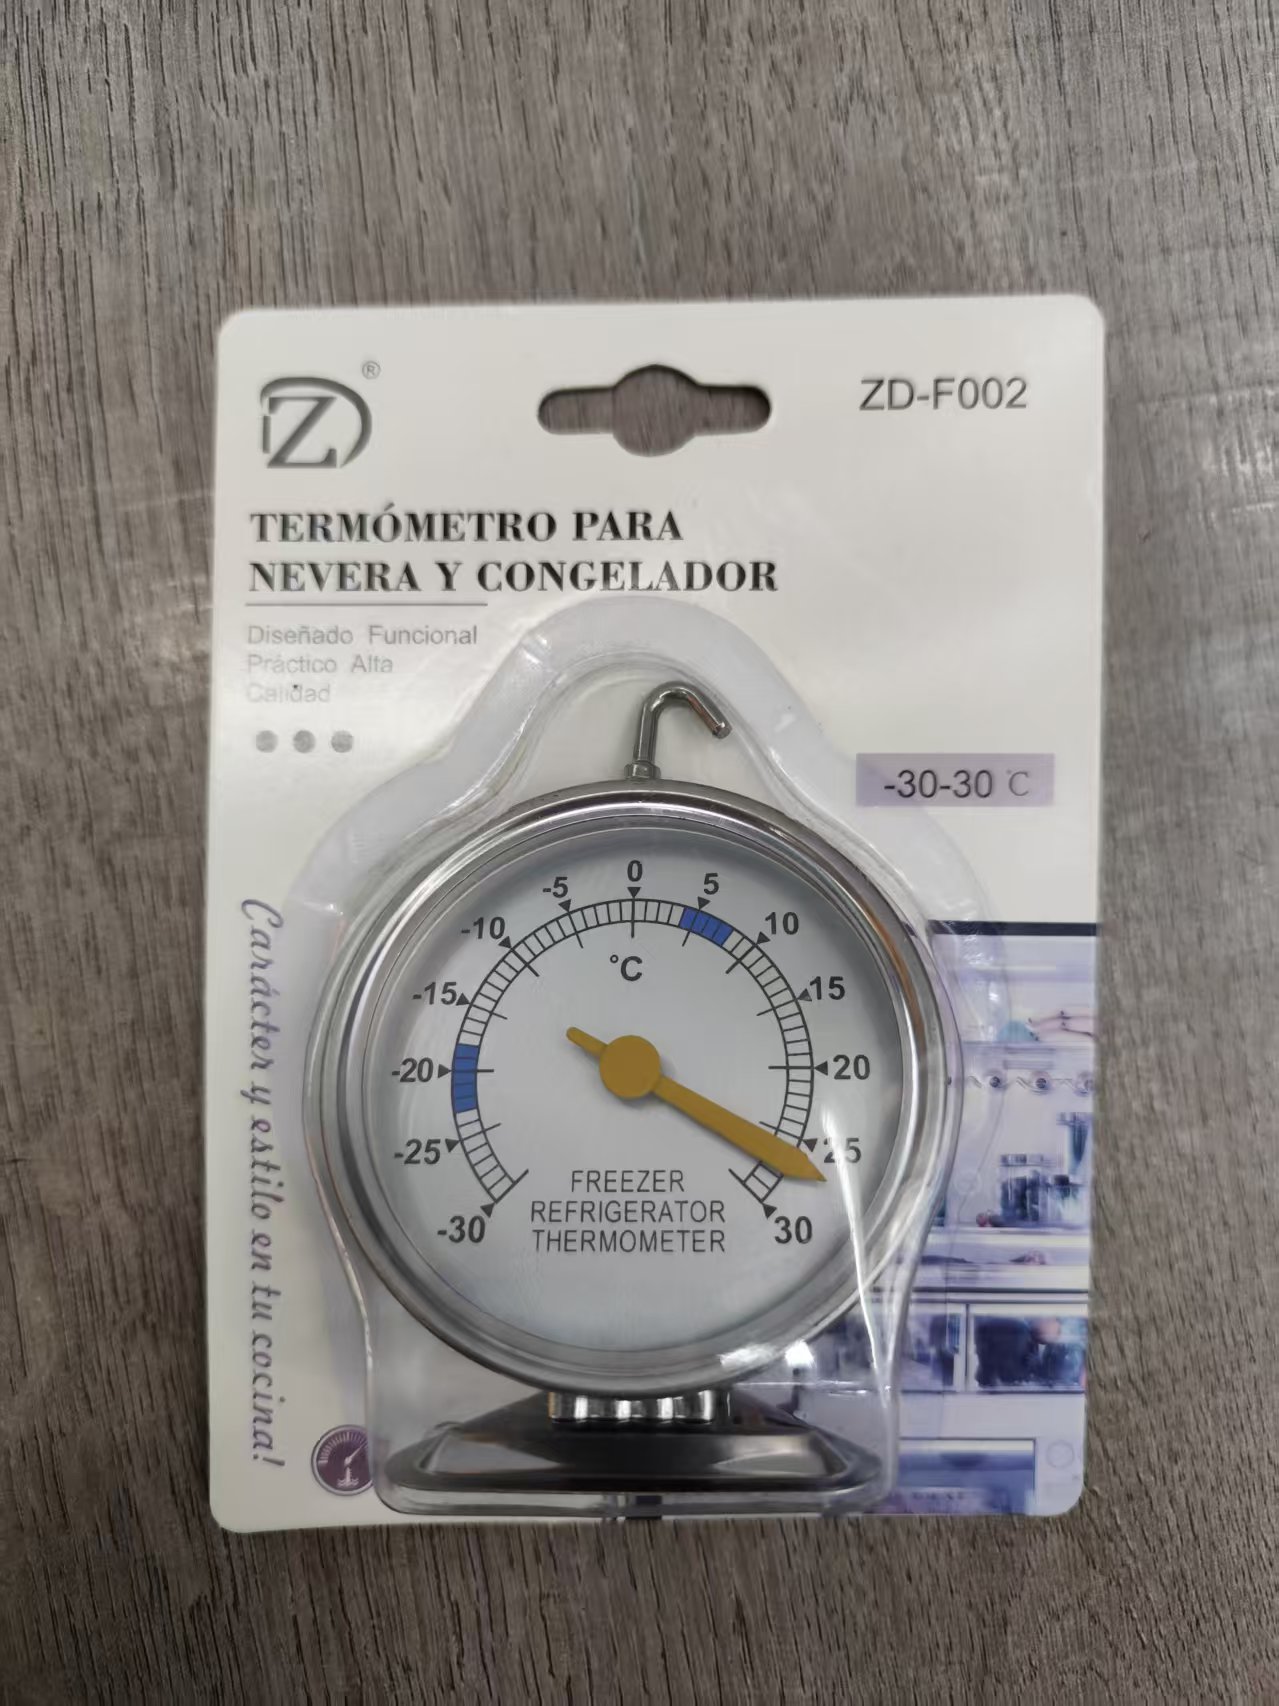 Z
®
ZD-F002
TERMÓMETRO PARA
NEVERA Y CONGELADOR
Diseñado Funcional
Práctico Alta
Calidad
-30-30 ℃
Carácter y estilo en tu cocina!
0
-5
5
-10
10
-15
15
-20
20
-25
25
-30
30
°C
FREEZER
REFRIGERATOR
THERMOMETER